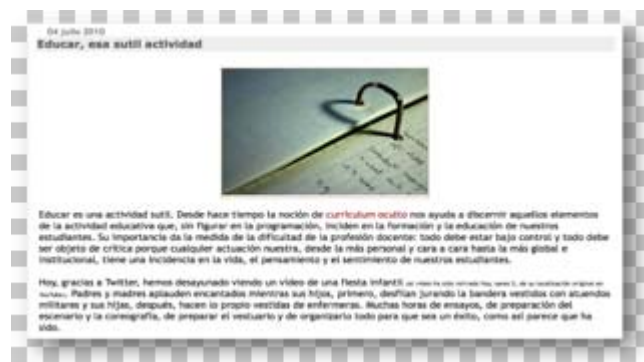 04 julio 2010
Educar, esa sutil actividad
Educar es una actividad sutil. Desde hace tiempo la noción de curriculum oculto nos ayuda a discernir aquellos elementos
de la actividad educativa que, sin figurar en la programación, inciden en la formación y la educación de nuestros
estudiantes. Su importancia da la medida de la dificultad de la profesión docente: todo debe estar bajo control y todo debe
ser objeto de crítica porque cualquier actuación nuestra, desde la más personal y cara a cara hasta la más global e
institucional, tiene una incidencia en la vida, el pensamiento y el sentimiento de nuestros estudiantes.
Hoy, gracias a Twitter, hemos desayunado viendo un vídeo de una fiesta infantil
Padres y madres aplauden encantados mientras sus hijos, primero, desfilan jurando la bandera vestidos con atuendos
militares y sus hijas, después, hacen lo propio vestidas de enfermeras. Muchas horas de ensayos, de preparación del
escenario y la coreografía, de preparar el vestuario y de organizarlo todo para que sea un éxito, como así parece que ha
sido.